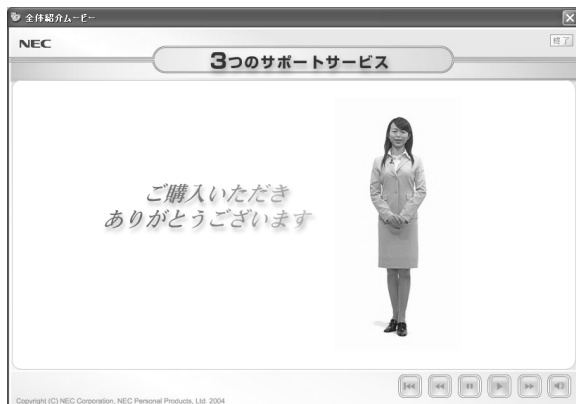 全体紹介ムービー
NEC
終了
3つのサポートサービス
ご購入いただき
ありがとうございます
Copyright (C) NEC Corporation, NEC Personal Products, Ltd. 2004